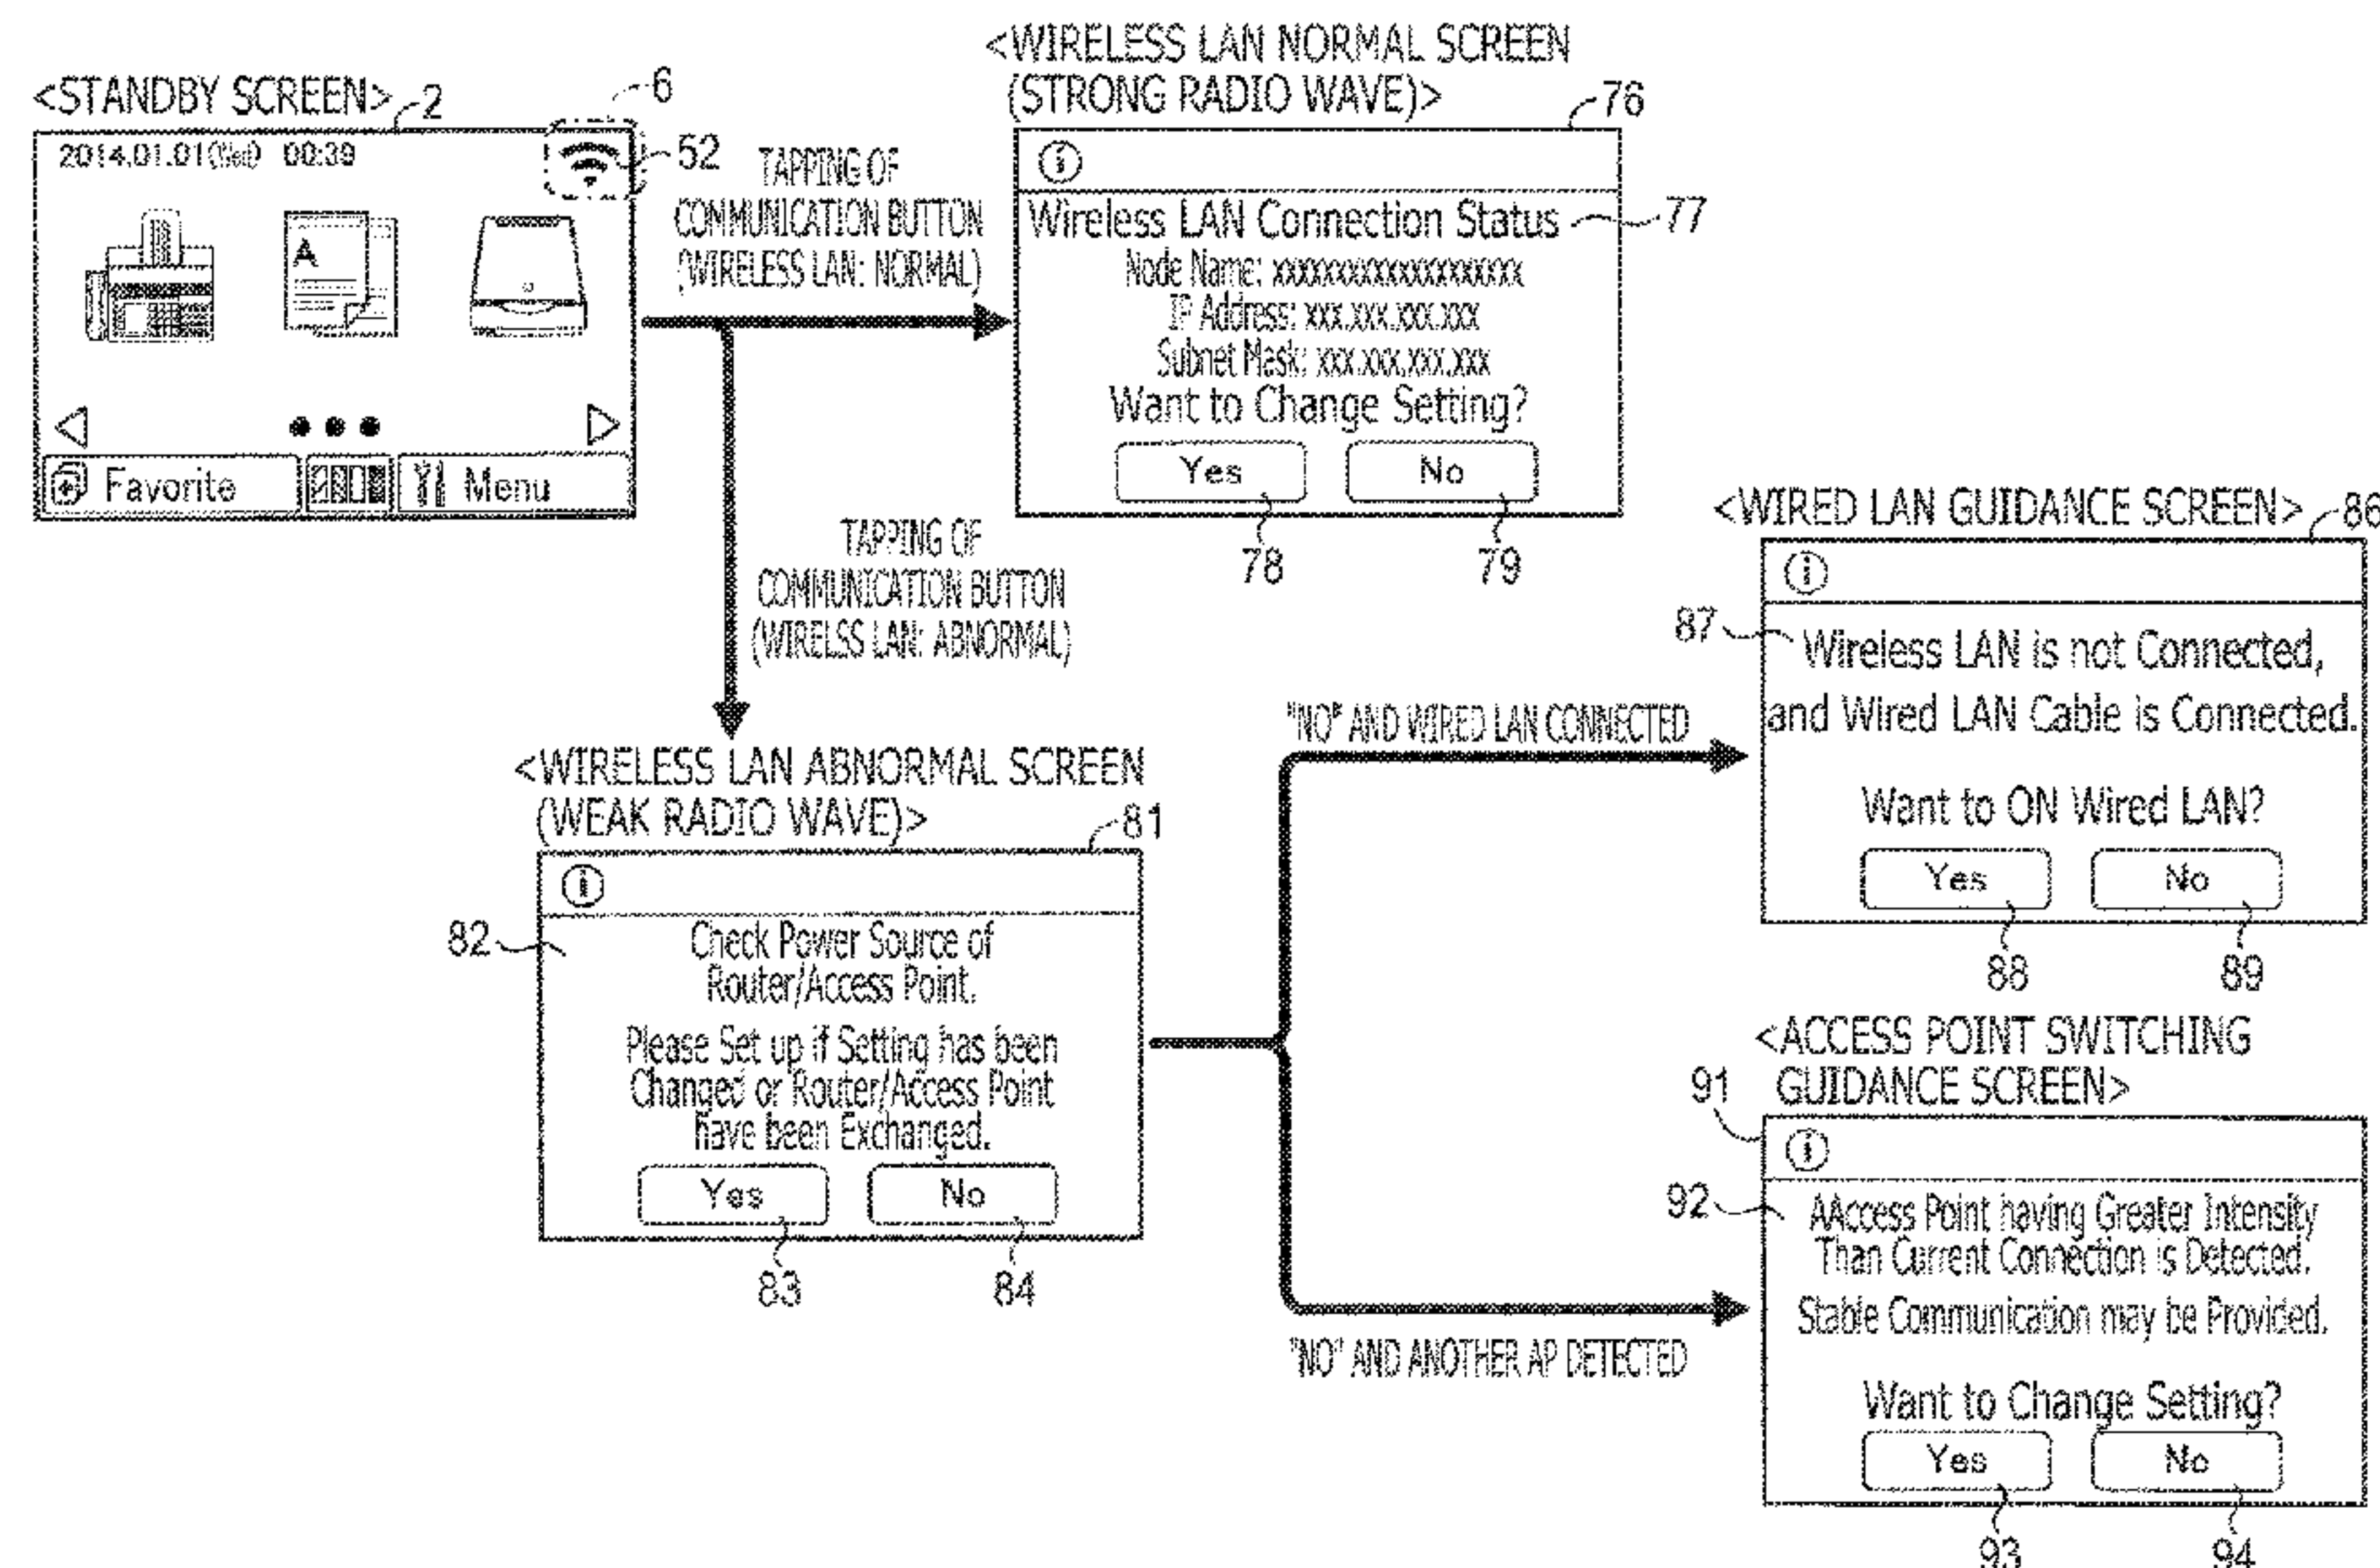 <STANDBY SCREEN>
2
6
2014.01.01(Wed) 00:39
52
A
Favorite
Menu
TAPPING OF
COMMUNICATION BUTTON
(WIRELESS LAN: NORMAL)
<WIRELESS LAN NORMAL SCREEN
(STRONG RADIO WAVE)>
76
i
Wireless LAN Connection Status
77
Node Name: xxxxxxxxxxxxxxxxxxxx
IP Address: xxx.xxx.xxx.xxx
Subnet Mask: xxx.xxx.xxx.xxx
Want to Change Setting?
Yes
No
78
79
TAPPING OF
COMMUNICATION BUTTON
(WIRELSS LAN: ABNORMAL)
<WIRELESS LAN ABNORMAL SCREEN
(WEAK RADIO WAVE)>
81
i
82
Check Power Source of
Router/Access Point.
Please Set up if Setting has been
Changed or Router/Access Point
have been Exchanged.
Yes
No
83
84
"NO" AND WIRED LAN CONNECTED
<WIRED LAN GUIDANCE SCREEN>
86
i
87
Wireless LAN is not Connected,
and Wired LAN Cable is Connected.
Want to ON Wired LAN?
Yes
No
88
89
"NO" AND ANOTHER AP DETECTED
<ACCESS POINT SWITCHING
GUIDANCE SCREEN>
91
i
92
AAccess Point having Greater Intensity
Than Current Connection is Detected.
Stable Communication may be Provided.
Want to Change Setting?
Yes
No
93
94